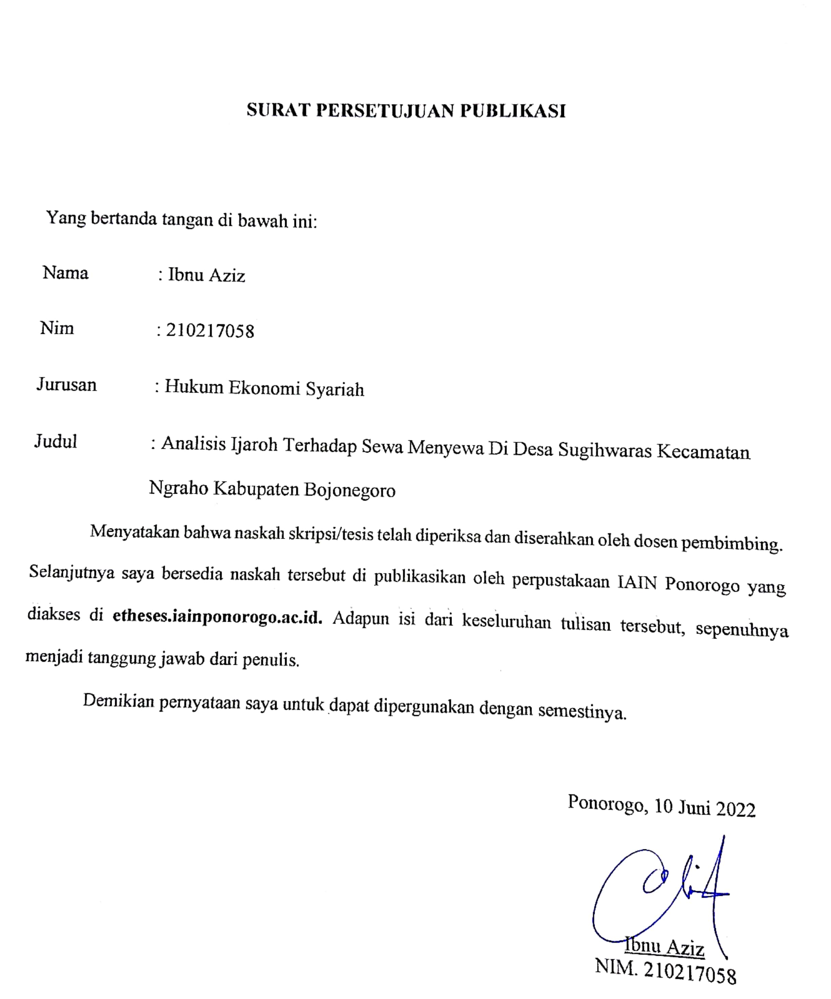 SURAT PERSETUJUAN PUBLIKASI
Yang bertanda tangan di bawah ini:
Nama : Ibnu Aziz
Nim : 210217058
Jurusan : Hukum Ekonomi Syariah
Judul : Analisis Ijaroh Terhadap Sewa Menyewa Di Desa Sugihwaras Kecamatan
Ngraho Kabupaten Bojonegoro
Menyatakan bahwa naskah skripsi/tesis telah diperiksa dan diserahkan oleh dosen pembimbing.
Selanjutnya saya bersedia naskah tersebut di publikasikan oleh perpustakaan IAIN Ponorogo yang
diakses di etheses.iainponorogo.ac.id. Adapun isi dari keseluruhan tulisan tersebut, sepenuhnya
menjadi tanggung jawab dari penulis.
Demikian pernyataan saya untuk dapat dipergunakan dengan semestinya.
Ponorogo, 10 Juni 2022
Ibnu Aziz
NIM. 210217058